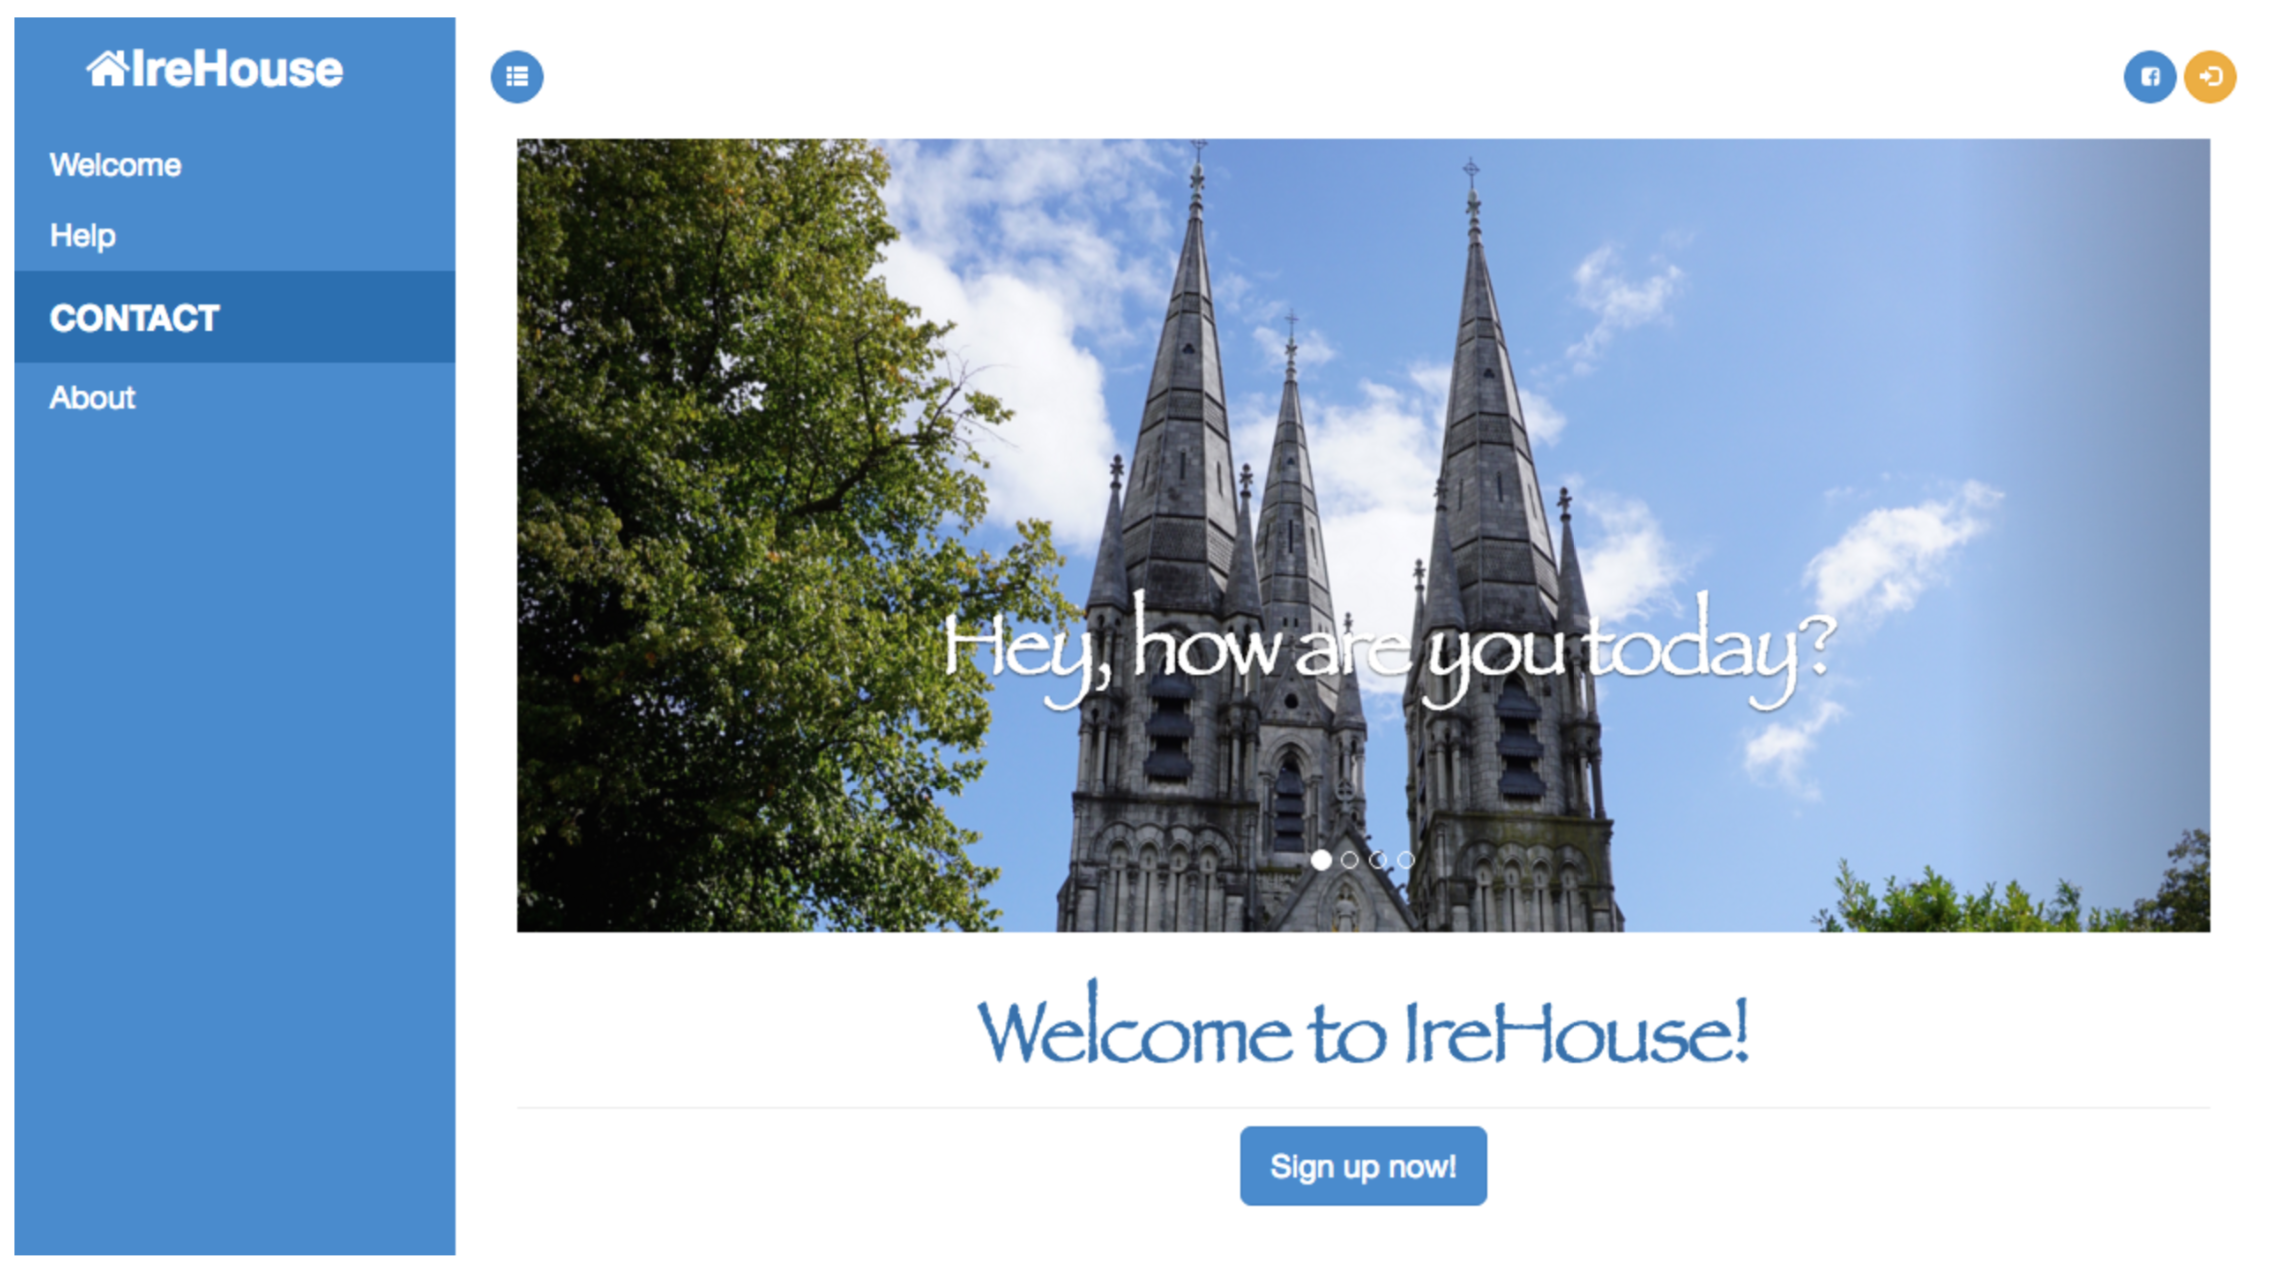 IreHouse
Welcome
Help
CONTACT
About
Hey, how are you today?
Welcome to IreHouse!
Sign up now!